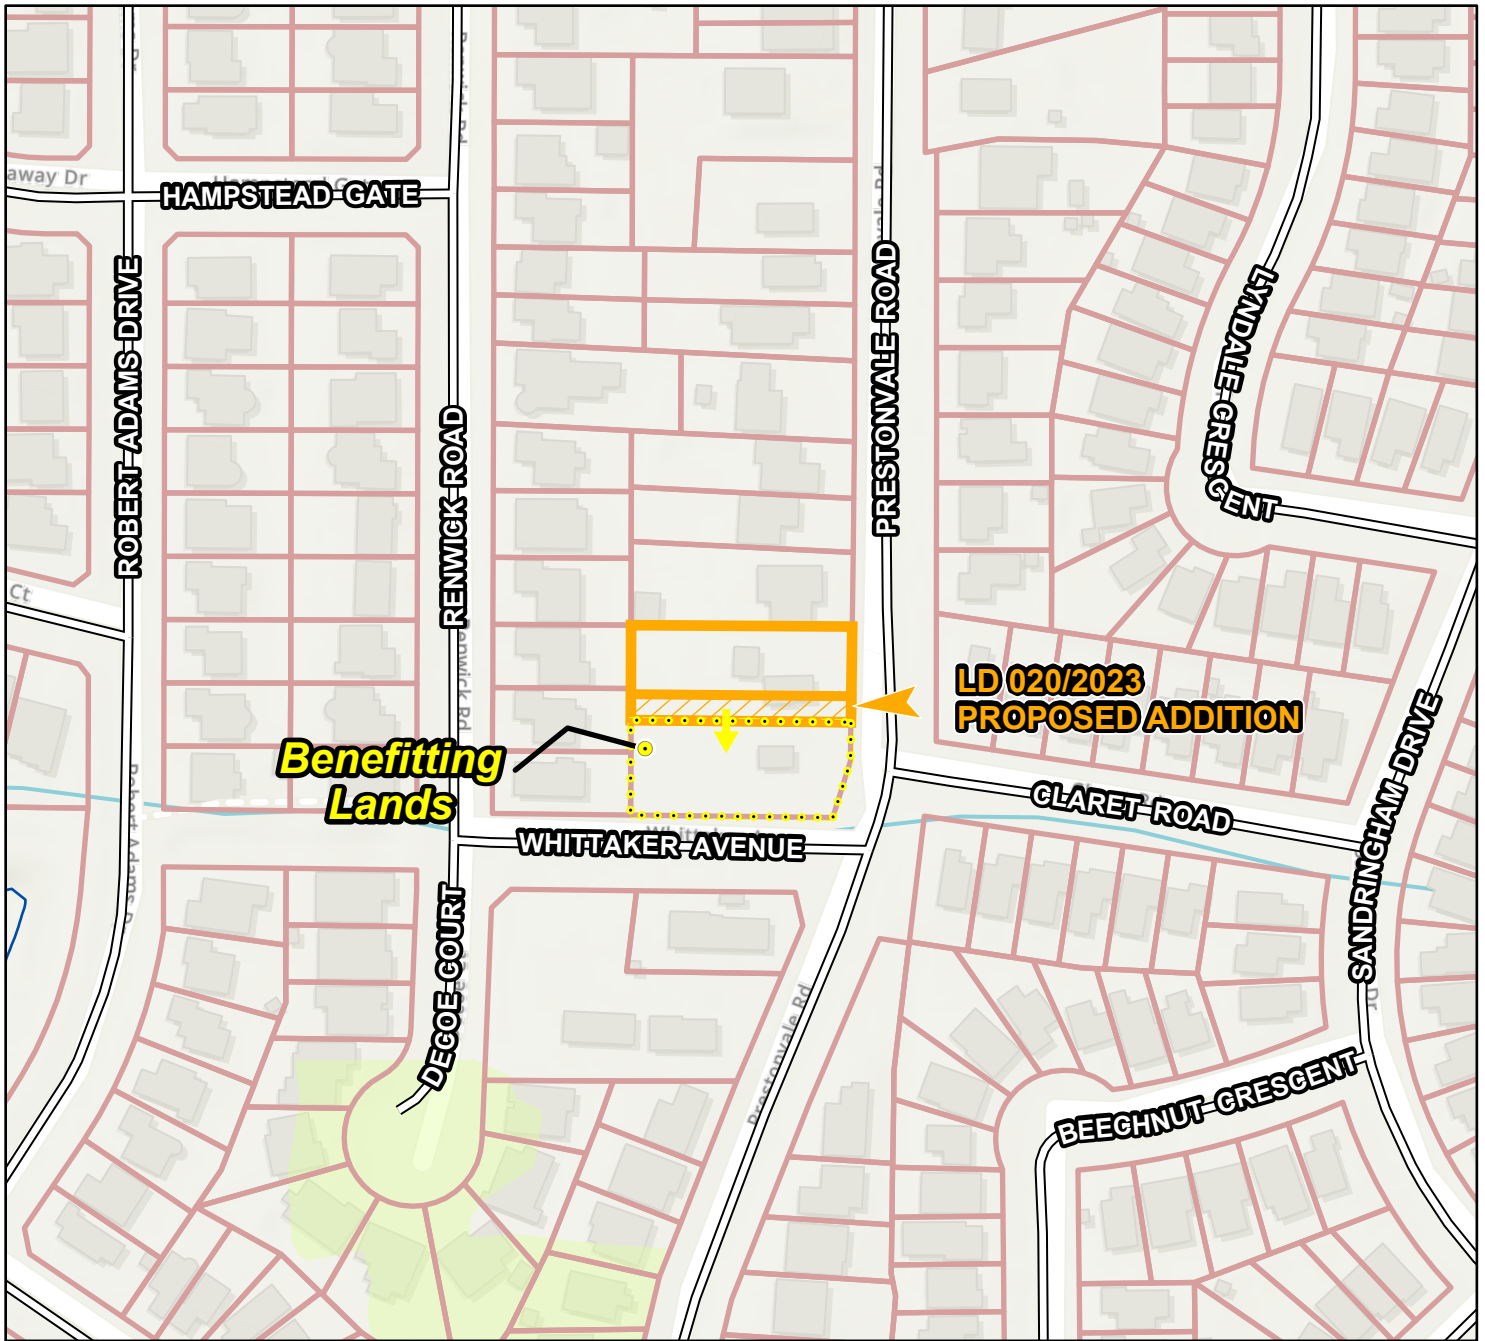 away Dr
HAMPSTEAD GATE
ROBERT ADAMS DRIVE
RENWICK ROAD
PRESTONVALE ROAD
LYNDALE CRESCENT
Ct
Renwick Rd
LD 020/2023
PROPOSED ADDITION
Benefitting
Lands
CLARET ROAD
SANDRINGHAM DRIVE
WHITTAKER AVENUE
Robert Adams D
DECOE COURT
Prestonvale Rd
Prestonvale Rd
Dr
BEECHNUT CRESCENT